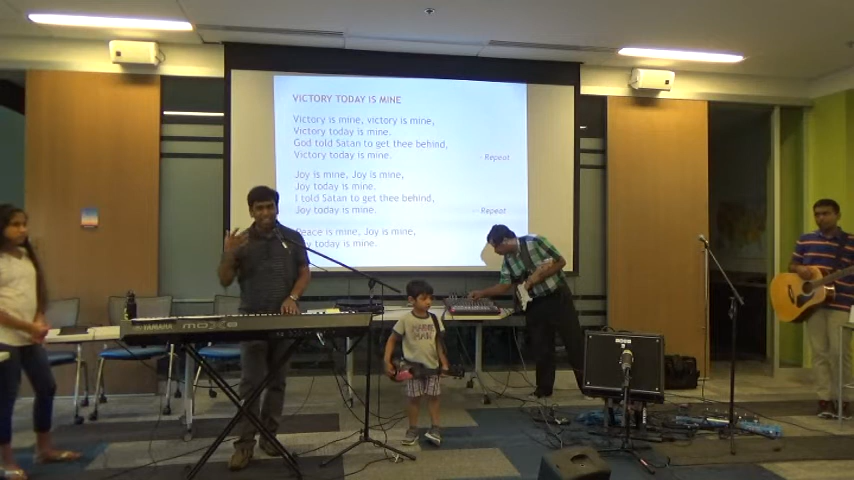 VICTORY TODAY IS MINE
Victory is mine, victory is mine,
Victory today is mine.
God told Satan to get thee behind,
Victory today is mine. - Repeat
Joy is mine, Joy is mine,
Joy today is mine.
I told Satan to get thee behind,
Joy today is mine. - Repeat
Peace is mine, Joy is mine,
today is mine.
YAMAHA